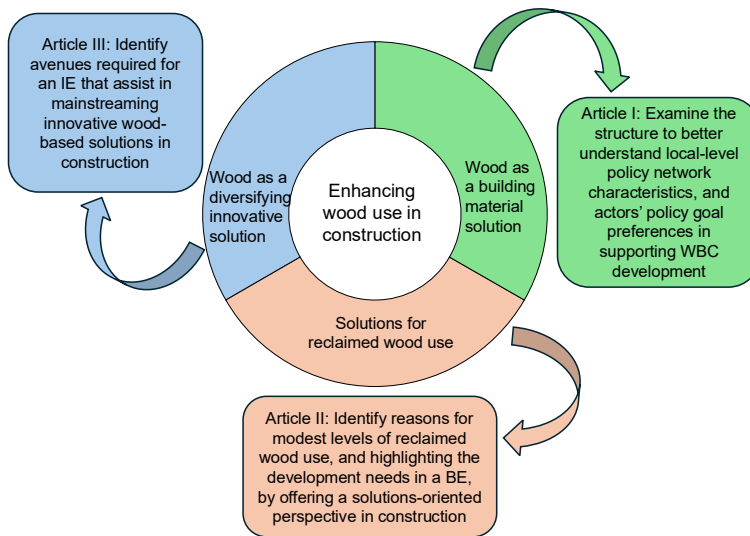 Article III: Identify
avenues required for
an IE that assist in
mainstreaming
innovative wood-
based solutions in
construction
Article I: Examine the
structure to better
understand local-level
policy network
characteristics, and
actors’ policy goal
preferences in
supporting WBC
development
Wood as a
diversifying
innovative
solution
Enhancing
wood use in
construction
Wood as
a building
material
solution
Solutions for
reclaimed wood use
Article II: Identify reasons for
modest levels of reclaimed
wood use, and highlighting the
development needs in a BE,
by offering a solutions-oriented
perspective in construction